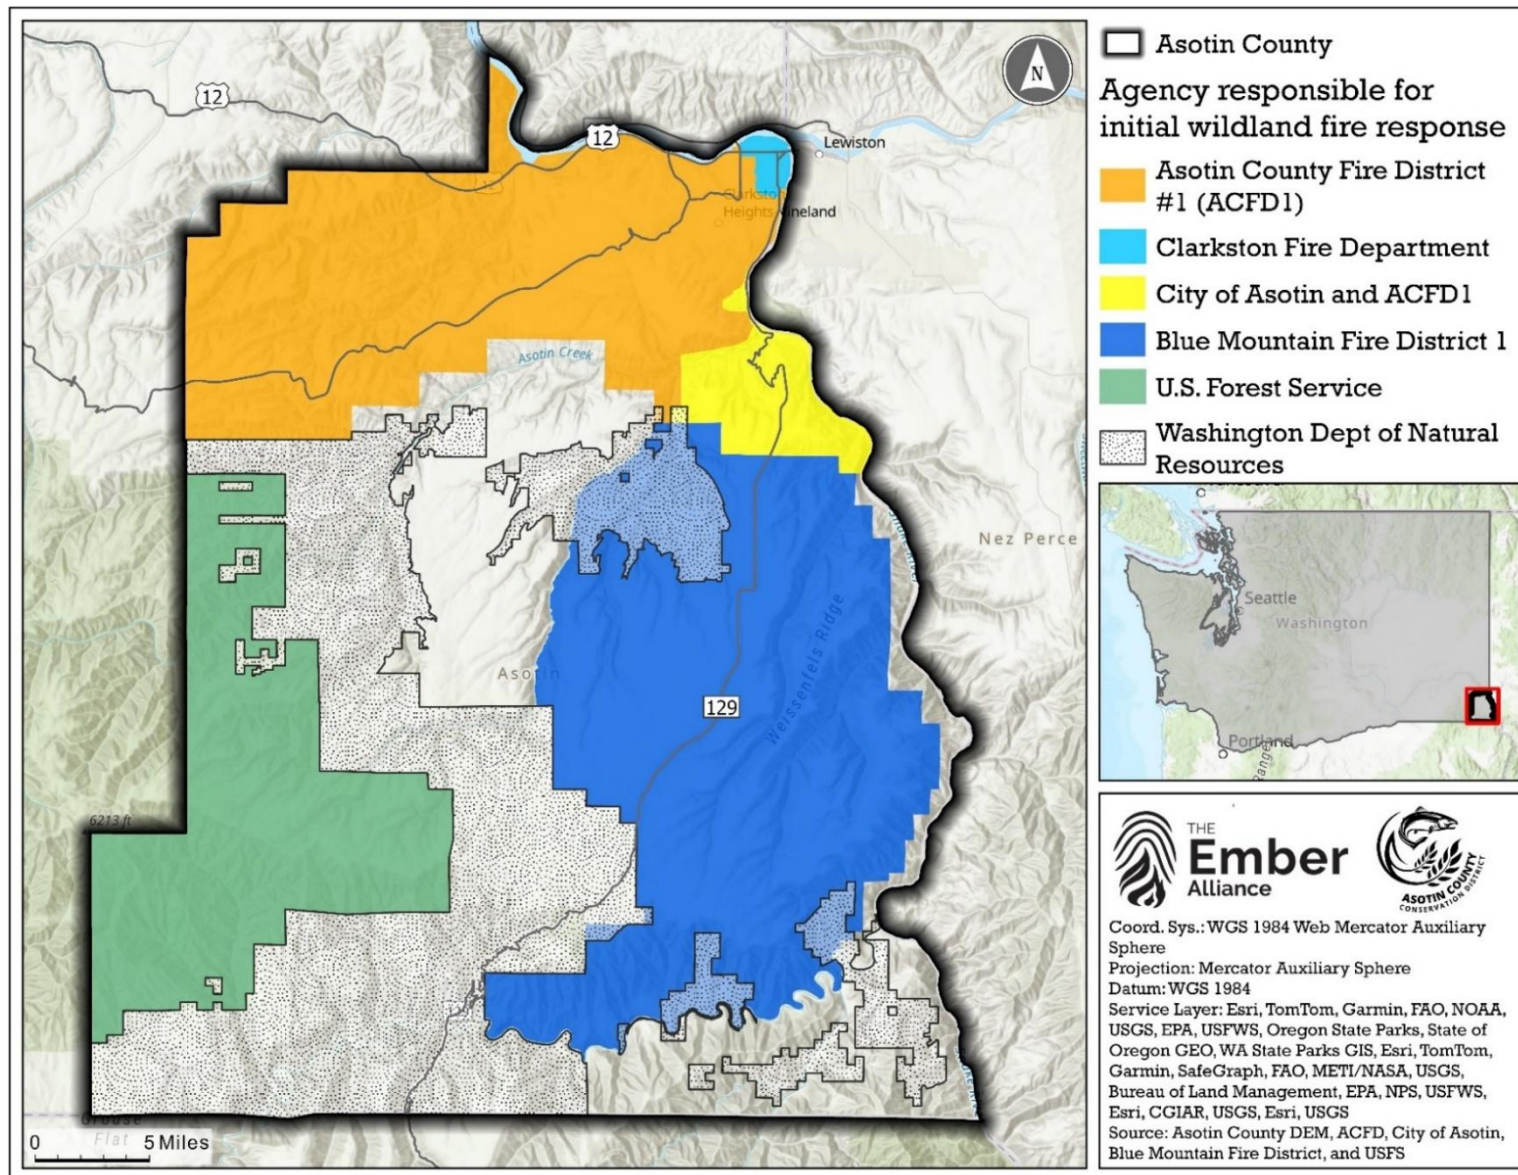 12
12
12
N
Lewiston
Clarkston
Heights Vineland
Asotin Creek
Nez Perce
Snake River
Weissenfels Ridge
Asotin
129
6213 ft
Grouse
Flat
0 5 Miles
Asotin County
Agency responsible for
initial wildland fire response
Asotin County Fire District
#1 (ACFD1)
Clarkston Fire Department
City of Asotin and ACFD1
Blue Mountain Fire District 1
U.S. Forest Service
Washington Dept of Natural
Resources
Seattle
Washington
Portland
Range
THE
Ember
Alliance
ASOTIN COUNTY
CONSERVATION DISTRICT
Coord. Sys.: WGS 1984 Web Mercator Auxiliary
Sphere
Projection: Mercator Auxiliary Sphere
Datum: WGS 1984
Service Layer: Esri, TomTom, Garmin, FAO, NOAA,
USGS, EPA, USFWS, Oregon State Parks, State of
Oregon GEO, WA State Parks GIS, Esri, TomTom,
Garmin, SafeGraph, FAO, METI/NASA, USGS,
Bureau of Land Management, EPA, NPS, USFWS,
Esri, CGIAR, USGS, Esri, USGS
Source: Asotin County DEM, ACFD, City of Asotin,
Blue Mountain Fire District, and USFS